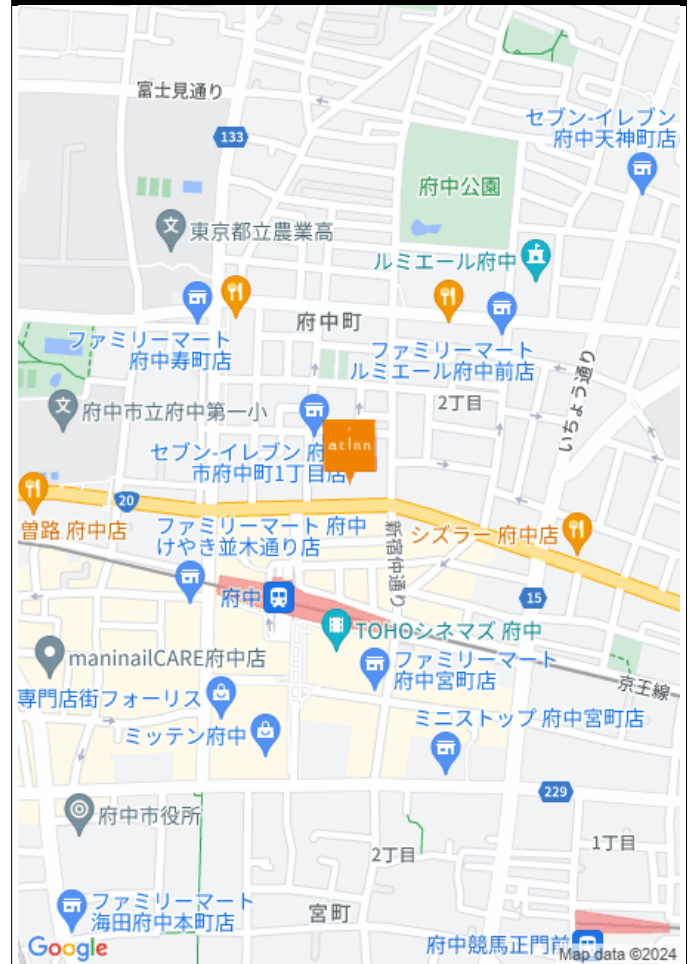 富士見通り
セブン-イレブン
府中天神町店
133
府中公園
東京都立農業高
ルミエール府中
府中町
ファミリーマート
府中寿町店
ファミリーマート
ルミエール府中前店
いちょう通り
2丁目
府中市立府中第一小
at inn
セブン-イレブン 府
市府中町1丁目店
20
曽路 府中店
ファミリーマート 府中
けやき並木通り店
新宿仲通り
シズラー 府中店
府中
15
TOHOシネマズ 府中
maninailCARE府中店
ファミリーマート
府中宮町店
京王線
専門店街フォーリス
ミニストップ 府中宮町店
ミッテン府中
229
府中市役所
2丁目
1丁目
ファミリーマート
海田府中本町店
宮町
Google
府中競馬正門前
Map data ©2024